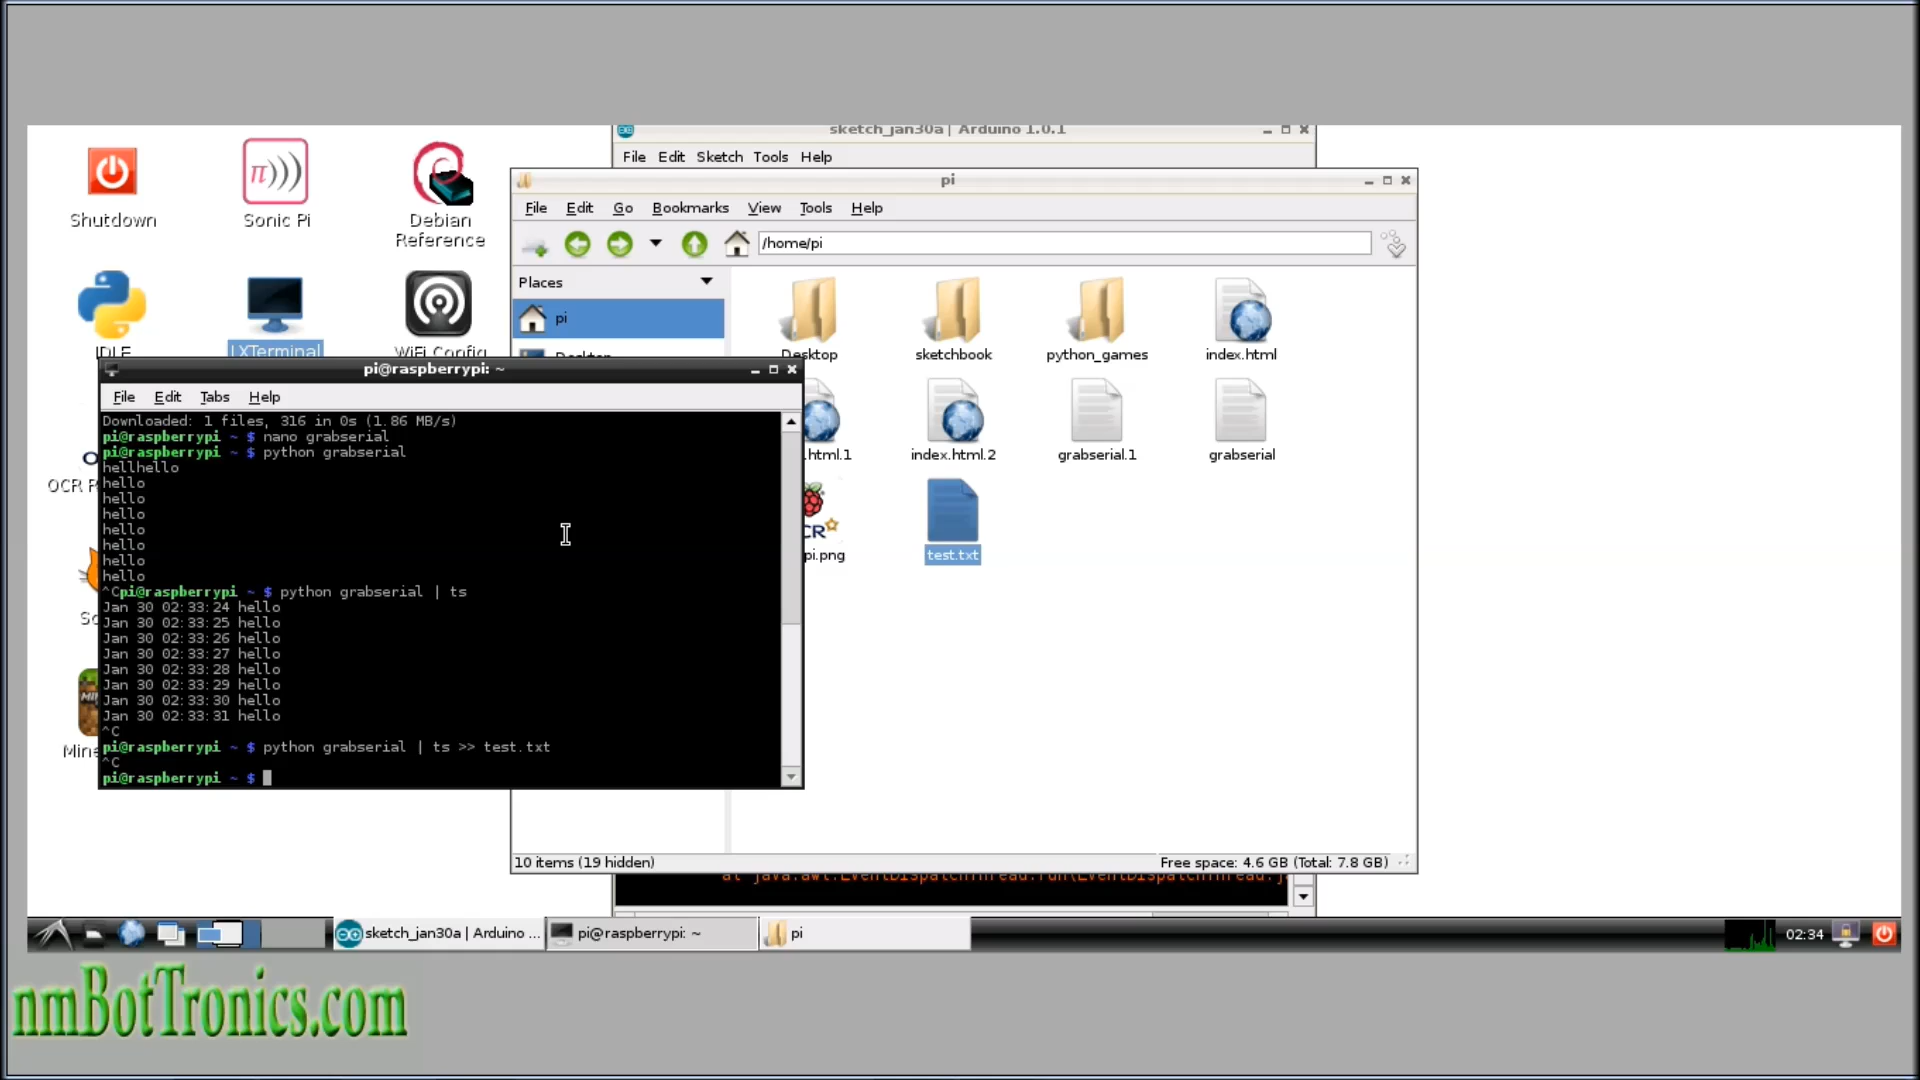 sketch_jan30a | Arduino 1.0.1
File Edit Sketch Tools Help
pi
File Edit Go Bookmarks View Tools Help
/home/pi
Places
pi
Desktop
Desktop sketchbook python_games index.html
.html.1 index.html.2 grabserial.1 grabserial
pi.png test.txt
10 items (19 hidden) Free space: 4.6 GB (Total: 7.8 GB)
Shutdown Sonic Pi Debian Reference
IDLE LXTerminal WiFi Config
OCR
pi@raspberrypi: ~
File Edit Tabs Help
Downloaded: 1 files, 316 in 0s (1.86 MB/s)
pi@raspberrypi ~ $ nano grabserial
pi@raspberrypi ~ $ python grabserial
hellhello
hello
hello
hello
hello
hello
hello
hello
^Cpi@raspberrypi ~ $ python grabserial | ts
Jan 30 02:33:24 hello
Jan 30 02:33:25 hello
Jan 30 02:33:26 hello
Jan 30 02:33:27 hello
Jan 30 02:33:28 hello
Jan 30 02:33:29 hello
Jan 30 02:33:30 hello
Jan 30 02:33:31 hello
^C
pi@raspberrypi ~ $ python grabserial | ts >> test.txt
^C
pi@raspberrypi ~ $
sketch_jan30a | Arduino ... pi@raspberrypi: ~ pi 02:34
nmBotTronics.com